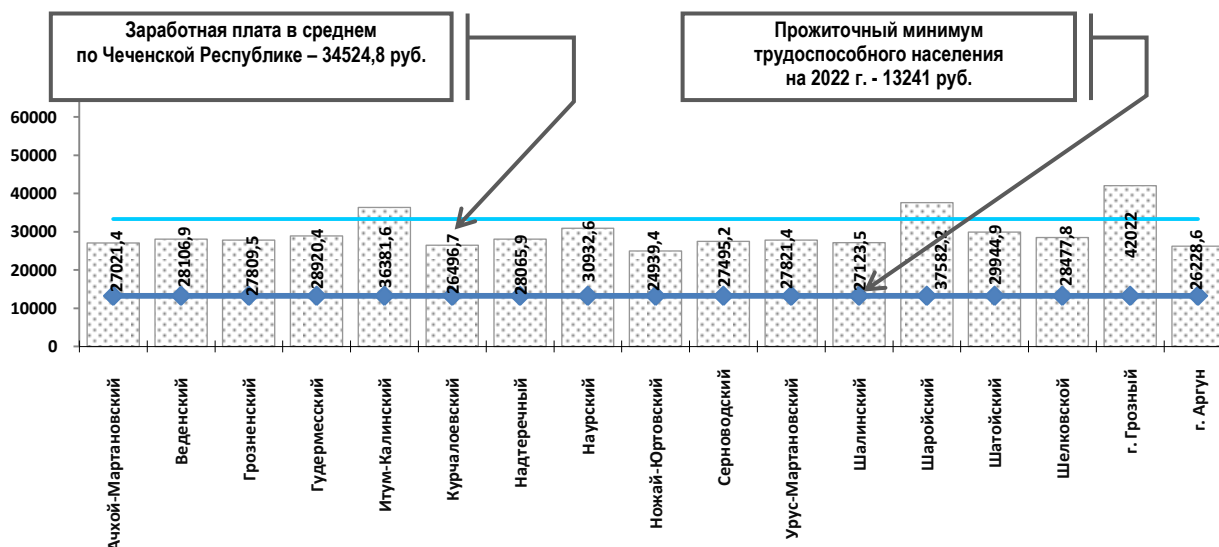 Заработная плата в среднем
по Чеченской Республике – 34524,8 руб.
Прожиточный минимум
трудоспособного населения
на 2022 г. - 13241 руб.
60000
50000
40000
30000
20000
10000
0
27021,4
28106,9
27809,5
28920,4
36381,6
26496,7
28065,9
30932,6
24939,4
27495,2
27821,4
27123,5
37582,2
29944,9
28477,8
42022
26228,6
Ачхой-Мартановский
Веденский
Грозненский
Гудермесский
Итум-Калинский
Курчалоевский
Надтеречный
Наурский
Ножай-Юртовский
Серноводский
Урус-Мартановский
Шалинский
Шаройский
Шатойский
Шелковской
г. Грозный
г. Аргун